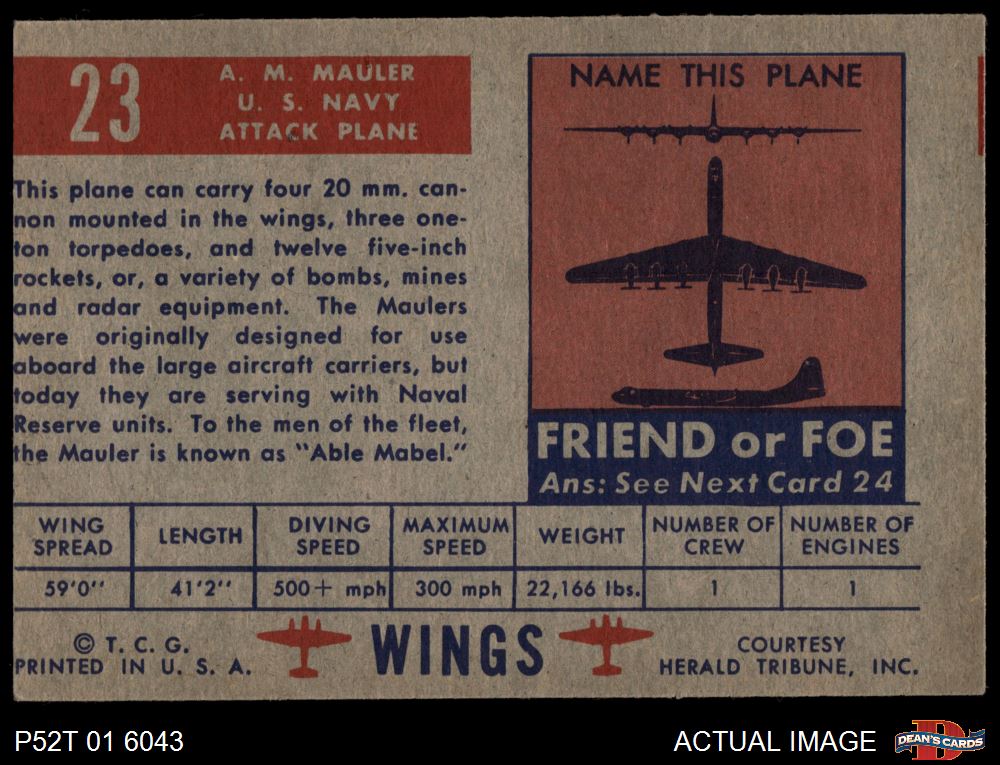 23
A. M. MAULER
U. S. NAVY
ATTACK PLANE
This plane can carry four 20 mm. can-
non mounted in the wings, three one-
ton torpedoes, and twelve five-inch
rockets, or, a variety of bombs, mines
and radar equipment. The Maulers
were originally designed for use
aboard the large aircraft carriers, but
today they are serving with Naval
Reserve units. To the men of the fleet,
the Mauler is known as "Able Mabel."
NAME THIS PLANE
FRIEND or FOE
Ans: See Next Card 24
WING SPREAD LENGTH DIVING SPEED MAXIMUM SPEED WEIGHT NUMBER OF CREW NUMBER OF ENGINES
59'0" 41'2" 500+ mph 300 mph 22,166 lbs. 1 1
© T. C. G.
PRINTED IN U. S. A.
WINGS
COURTESY
HERALD TRIBUNE, INC.
P52T 01 6043
ACTUAL IMAGE
DEAN'S CARDS